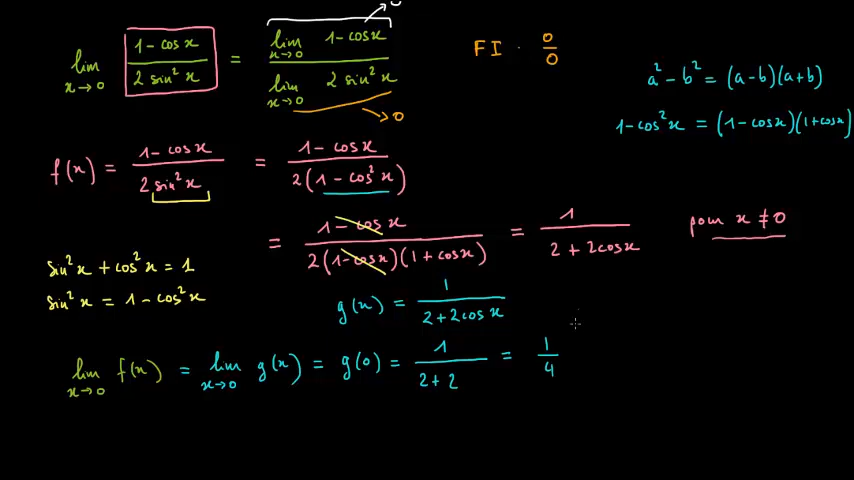 lim x→0 (1 − cos x)/(2 sin² x) = (lim x→0 1 − cos x)/(lim x→0 2 sin² x) → 0 → 0
FI · 0/0
a² − b² = (a−b)(a+b)
1 − cos² x = (1 − cos x)(1 + cos x)
f(x) = (1 − cos x)/(2 sin² x) = (1 − cos x)/(2(1 − cos² x))
= (1 − cos x)/(2(1 − cos x)(1 + cos x)) = 1/(2 + 2cos x) pour x ≠ 0
sin² x + cos² x = 1
sin² x = 1 − cos² x
g(x) = 1/(2 + 2cos x)
lim x→0 f(x) = lim x→0 g(x) = g(0) = 1/(2+2) = 1/4